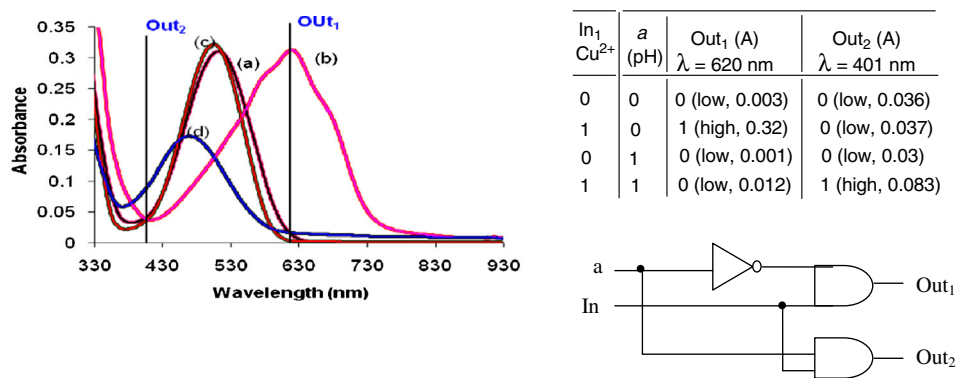 Out₂
OUt₁
(c)
(a)
(b)
(d)
Absorbance
0.35
0.3
0.25
0.2
0.15
0.1
0.05
0
330 430 530 630 730 830 930
Wavelength (nm)
In₁ a Out₁ (A) Out₂ (A)
Cu²⁺ (pH) λ = 620 nm λ = 401 nm
0 0 0 (low, 0.003) 0 (low, 0.036)
1 0 1 (high, 0.32) 0 (low, 0.037)
0 1 0 (low, 0.001) 0 (low, 0.03)
1 1 0 (low, 0.012) 1 (high, 0.083)
a
In
Out₁
Out₂